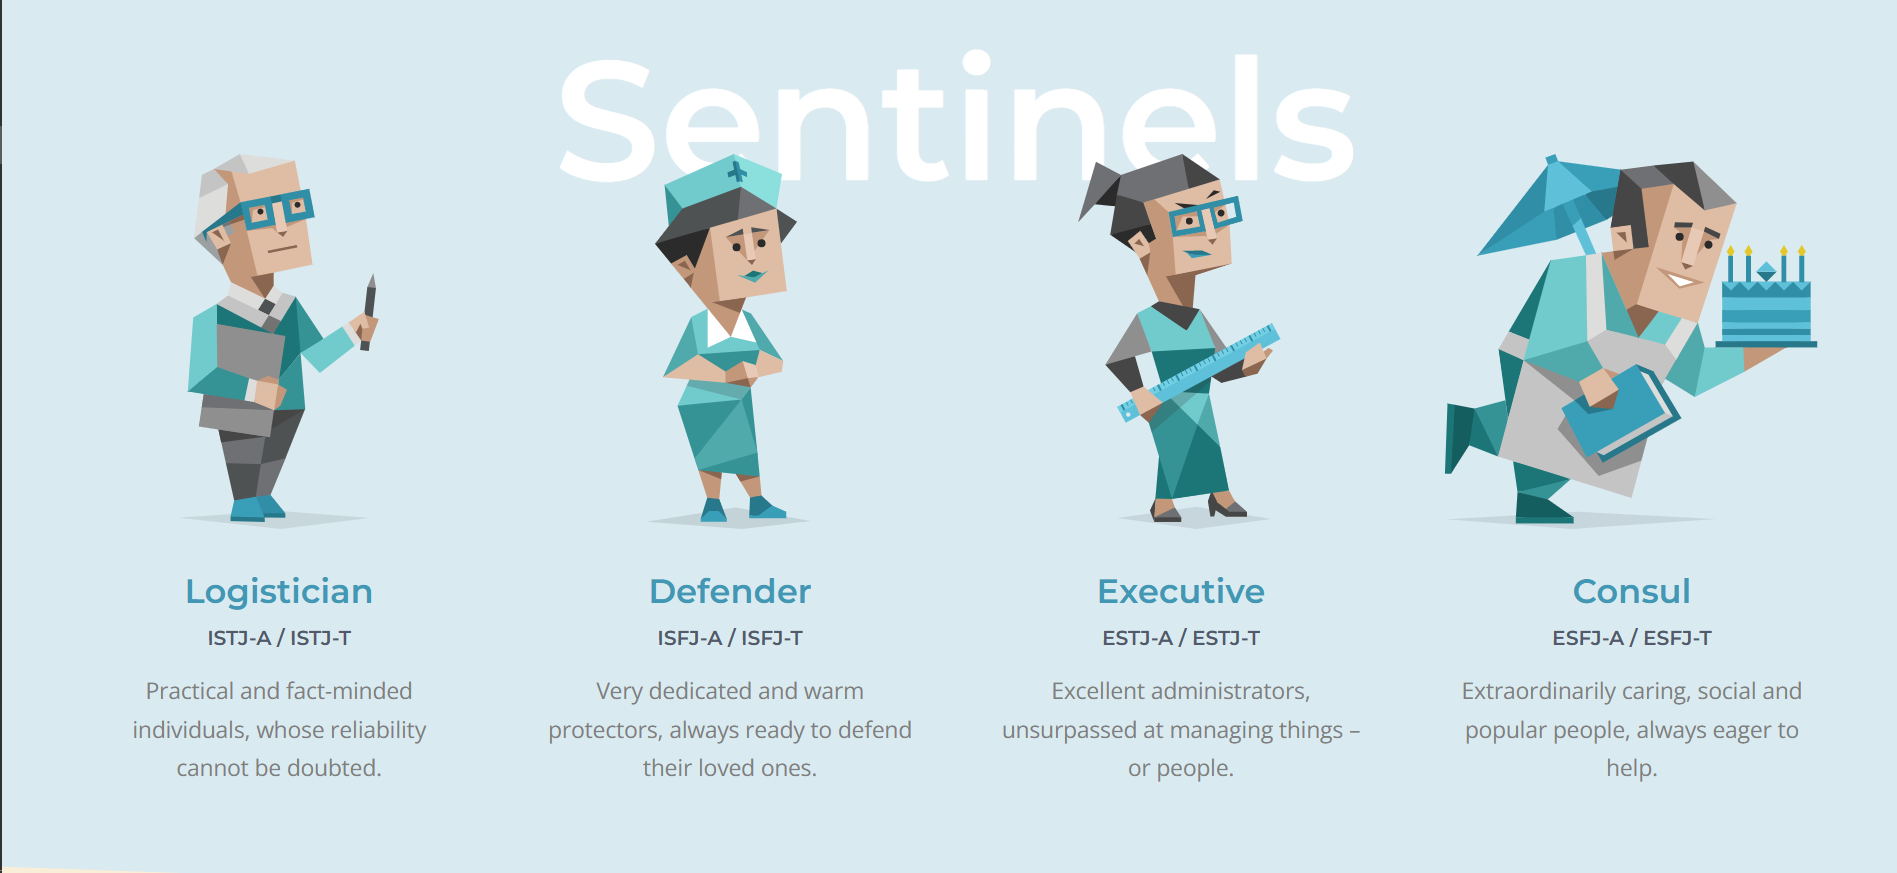 Sentinels
Logistician
ISTJ-A / ISTJ-T
Practical and fact-minded
individuals, whose reliability
cannot be doubted.
Defender
ISFJ-A / ISFJ-T
Very dedicated and warm
protectors, always ready to defend
their loved ones.
Executive
ESTJ-A / ESTJ-T
Excellent administrators,
unsurpassed at managing things –
or people.
Consul
ESFJ-A / ESFJ-T
Extraordinarily caring, social and
popular people, always eager to
help.